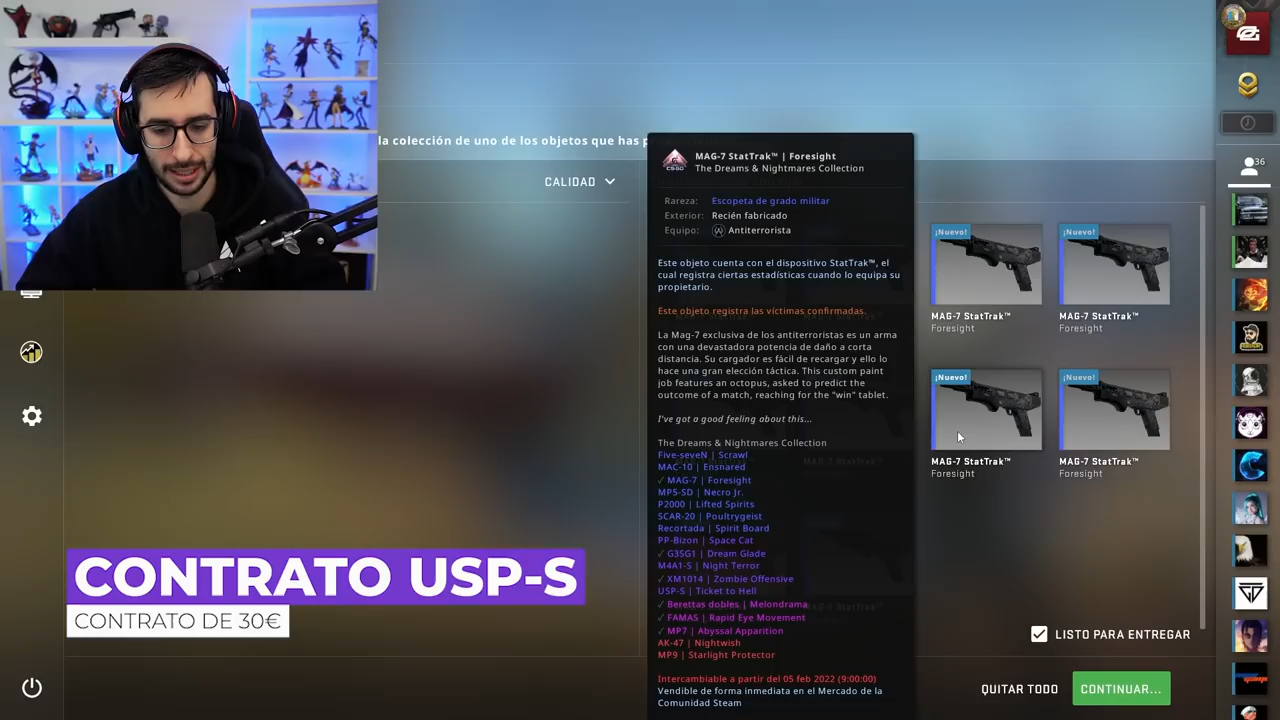 la colección de uno de los objetos que has p
CALIDAD
MAG-7 StatTrak™ | Foresight
The Dreams & Nightmares Collection
Rareza: Escopeta de grado militar
Exterior: Recién fabricado
Equipo: Antiterrorista
Este objeto cuenta con el dispositivo StatTrak™, el
cual registra ciertas estadísticas cuando lo equipa su
propietario.
Este objeto registra las víctimas confirmadas.
La Mag-7 exclusiva de los antiterroristas es un arma
con una devastadora potencia de daño a corta
distancia. Su cargador es fácil de recargar y ello lo
hace una gran elección táctica. This custom paint
job features an octopus, asked to predict the
outcome of a match, reaching for the "win" tablet.
I've got a good feeling about this...
The Dreams & Nightmares Collection
Five-seveN | Scrawl
MAC-10 | Ensnared
✓ MAG-7 | Foresight
MP5-SD | Necro Jr.
P2000 | Lifted Spirits
SCAR-20 | Poultrygeist
Recortada | Spirit Board
PP-Bizon | Space Cat
✓ G3SG1 | Dream Glade
M4A1-S | Night Terror
✓ XM1014 | Zombie Offensive
USP-S | Ticket to Hell
✓ Berettas dobles | Melondrama
✓ FAMAS | Rapid Eye Movement
✓ MP7 | Abyssal Apparition
AK-47 | Nightwish
MP9 | Starlight Protector
Intercambiable a partir del 05 feb 2022 (9:00:00)
Vendible de forma inmediata en el Mercado de la
Comunidad Steam
¡Nuevo!
MAG-7 StatTrak™
Foresight
¡Nuevo!
MAG-7 StatTrak™
Foresight
¡Nuevo!
MAG-7 StatTrak™
Foresight
¡Nuevo!
MAG-7 StatTrak™
Foresight
CONTRATO USP-S
CONTRATO DE 30€
LISTO PARA ENTREGAR
QUITAR TODO
CONTINUAR...
36